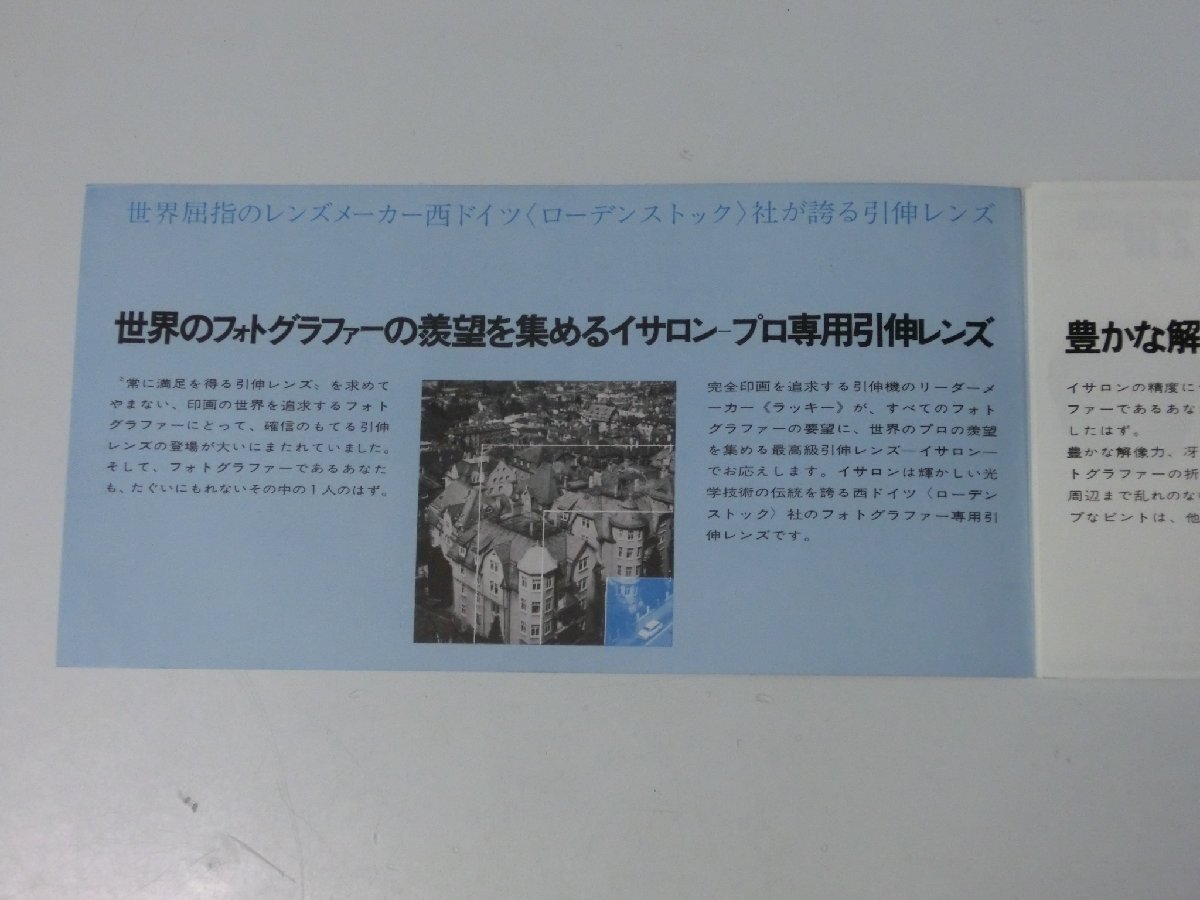 世界屈指のレンズメーカー西ドイツ〈ローデンストック〉社が誇る引伸レンズ
世界のフォトグラファーの羨望を集めるイサロン―プロ専用引伸レンズ
〝常に満足を得る引伸レンズ〟を求めて
やまない、印画の世界を追求するフォト
グラファーにとって、確信のもてる引伸
レンズの登場が大いにまたれていました。
そして、フォトグラファーであるあなた
も、たぐいにもれないその中の1人のはず。
完全印画を追求する引伸機のリーダーメ
ーカー《ラッキー》が、すべてのフォト
グラファーの要望に、世界のプロの羨望
を集める最高級引伸レンズ―イサロン―
でお応えします。イサロンは輝かしい光
学技術の伝統を誇る西ドイツ〈ローデン
ストック〉社のフォトグラファー専用引
伸レンズです。
豊かな解
イサロンの精度に
ファーであるあな
したはず。
豊かな解像力、冴
トグラファーの折
周辺まで乱れのな
プなピントは、他